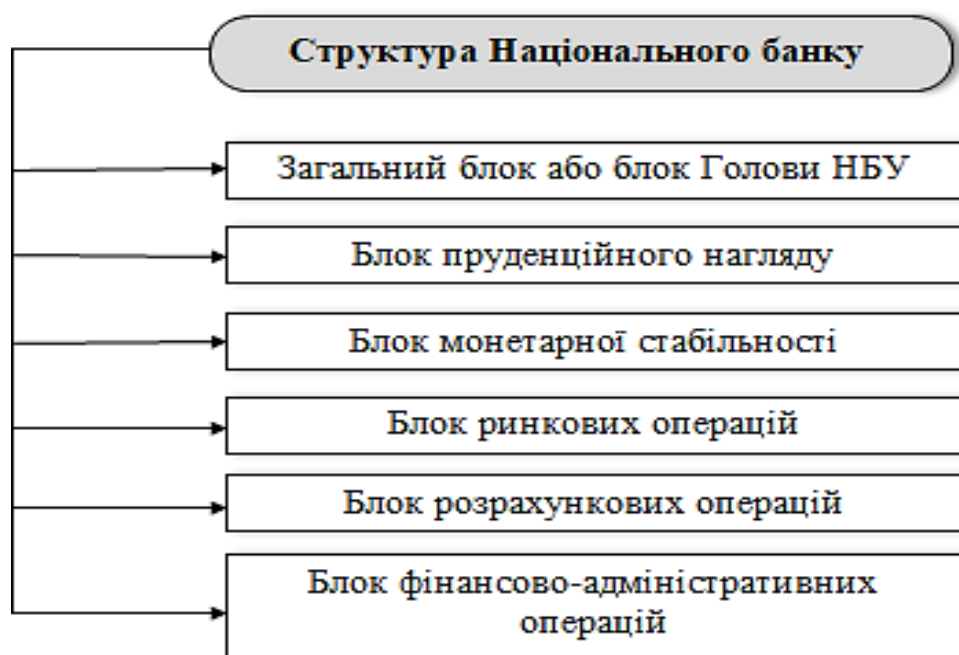 Структура Національного банку
Загальний блок або блок Голови НБУ
Блок пруденційного нагляду
Блок монетарної стабільності
Блок ринкових операцій
Блок розрахункових операцій
Блок фінансово-адміністративних
операцій